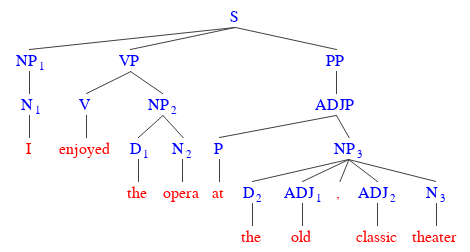 S
NP1 VP PP
N1 V NP2 ADJP
I enjoyed D1 N2 P NP3
the opera at D2 ADJ1 , ADJ2 N3
the old classic theater